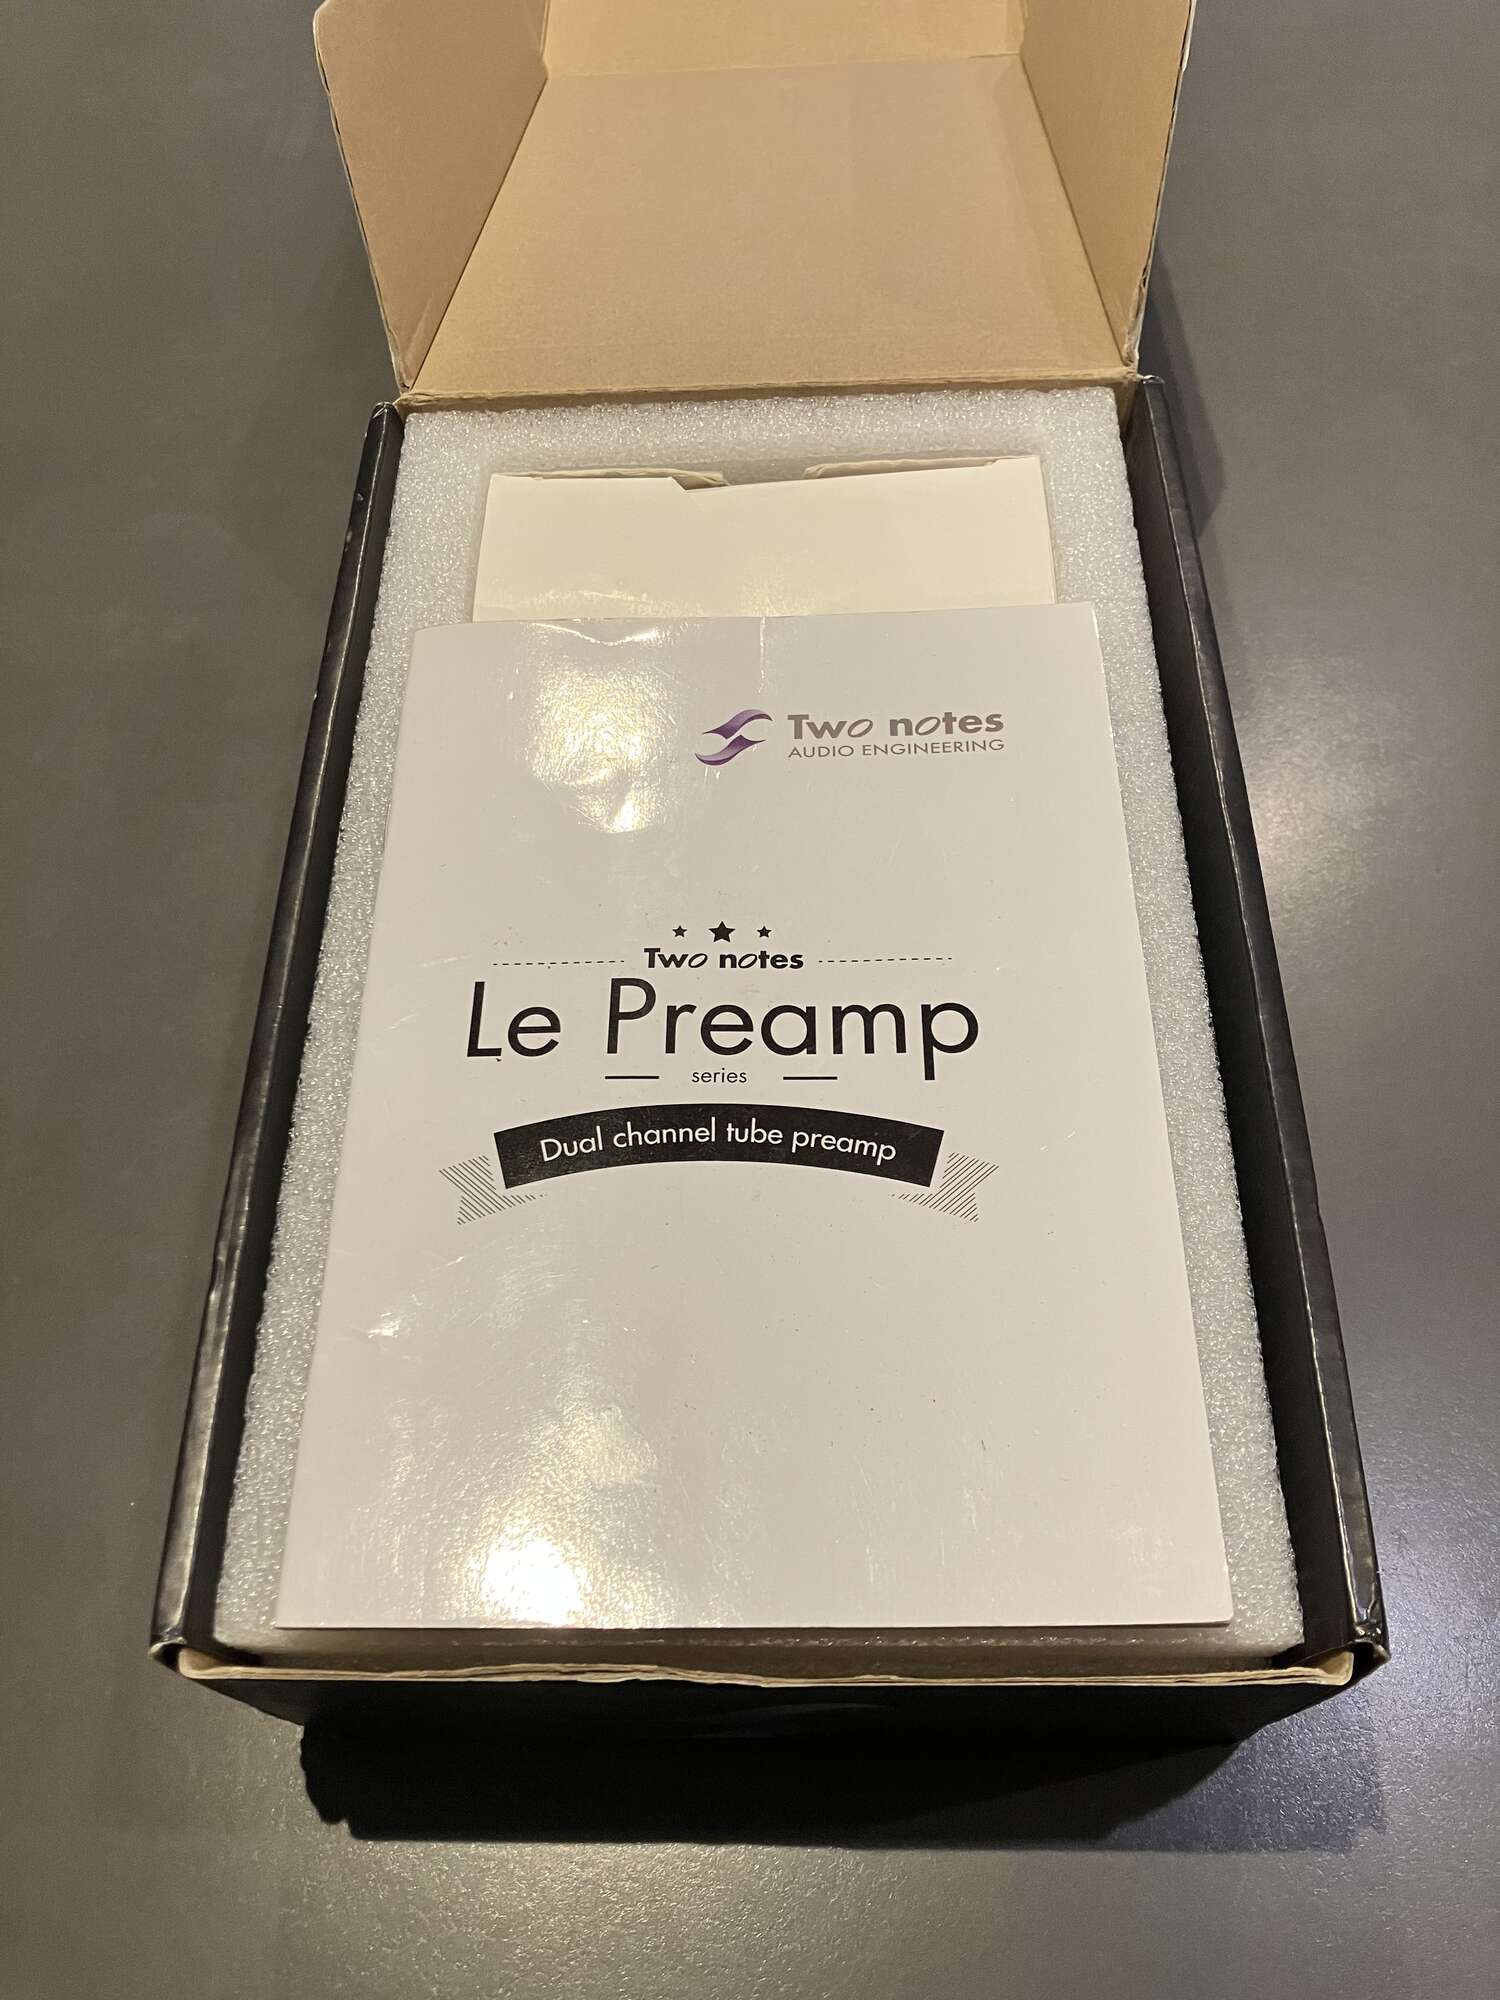 Two notes
AUDIO ENGINEERING
Two notes
Le Preamp
series
Dual channel tube preamp